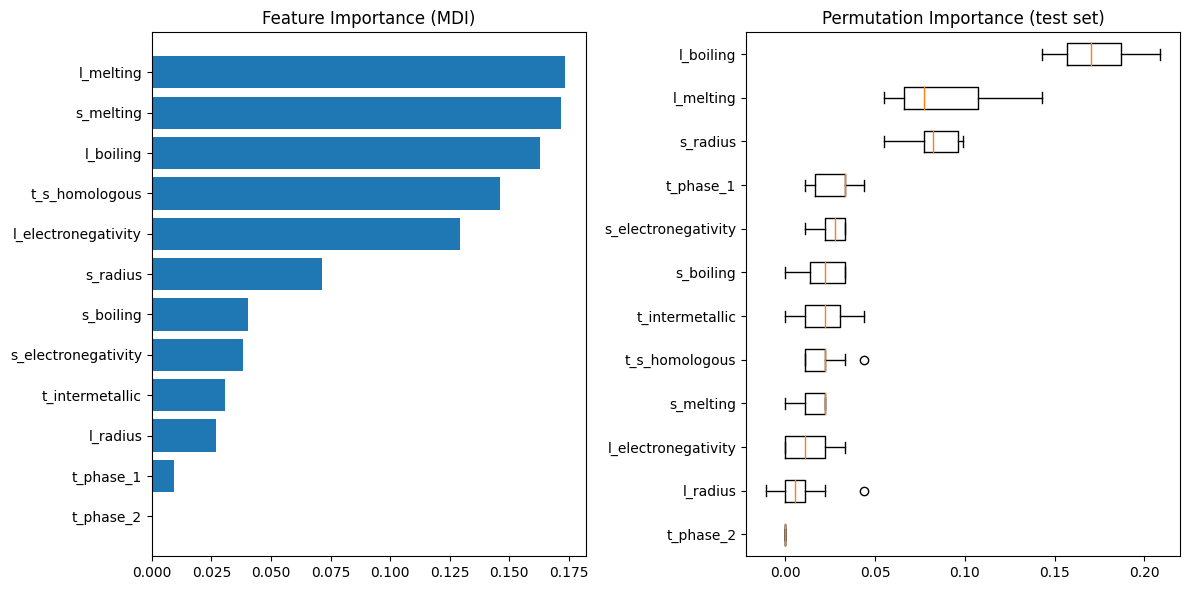 Feature Importance (MDI)
l_melting
s_melting
l_boiling
t_s_homologous
l_electronegativity
s_radius
s_boiling
s_electronegativity
t_intermetallic
l_radius
t_phase_1
t_phase_2
0.000 0.025 0.050 0.075 0.100 0.125 0.150 0.175
Permutation Importance (test set)
l_boiling
l_melting
s_radius
t_phase_1
s_electronegativity
s_boiling
t_intermetallic
t_s_homologous
s_melting
l_electronegativity
l_radius
t_phase_2
0.00 0.05 0.10 0.15 0.20